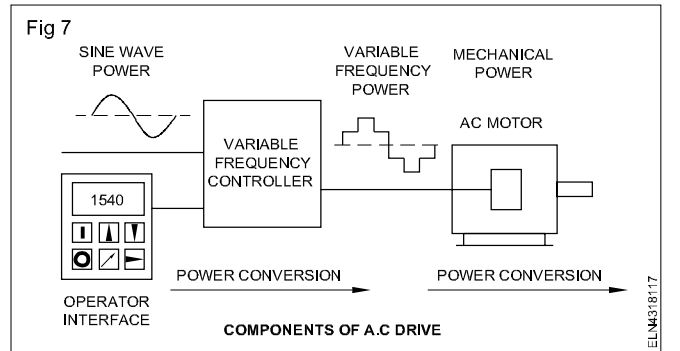 Fig 7
SINE WAVE
POWER
VARIABLE
FREQUENCY
POWER
MECHANICAL
POWER
AC MOTOR
VARIABLE
FREQUENCY
CONTROLLER
1540
OPERATOR
INTERFACE
POWER CONVERSION
POWER CONVERSION
COMPONENTS OF A.C DRIVE
ELN4318117